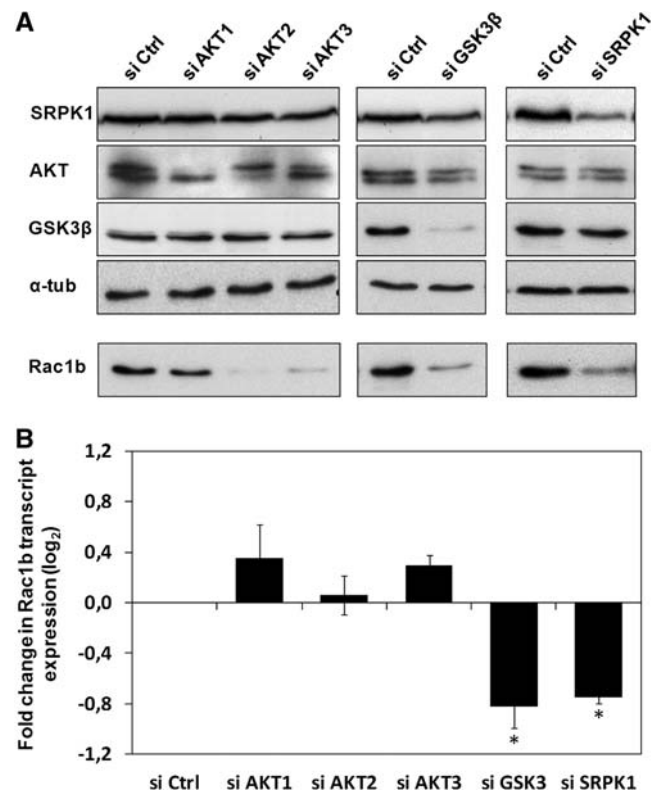 A
si Ctrl si AKT1 si AKT2 si AKT3 si Ctrl si GSK3β si Ctrl si SRPK1
SRPK1
AKT
GSK3β
α-tub
Rac1b
B
Fold change in Rac1b transcript
expression (log2)
1,2
0,8
0,4
0,0
-0,4
-0,8
-1,2
* *
si Ctrl si AKT1 si AKT2 si AKT3 si GSK3 si SRPK1